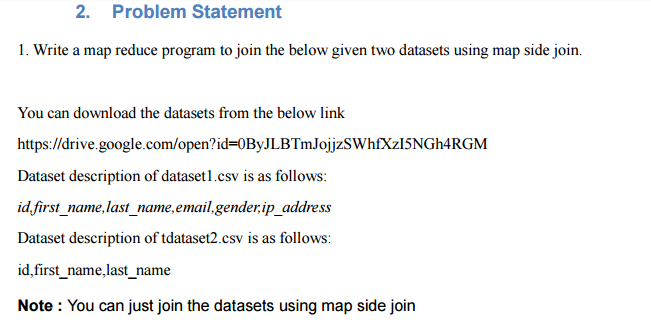 2. Problem Statement
1. Write a map reduce program to join the below given two datasets using map side join.
You can download the datasets from the below link
https://drive.google.com/open?id=0ByJLBTmJojjzSWhfXzI5NGh4RGM
Dataset description of dataset1.csv is as follows:
id,first_name,last_name,email,gender,ip_address
Dataset description of tdataset2.csv is as follows:
id,first_name,last_name
Note : You can just join the datasets using map side join